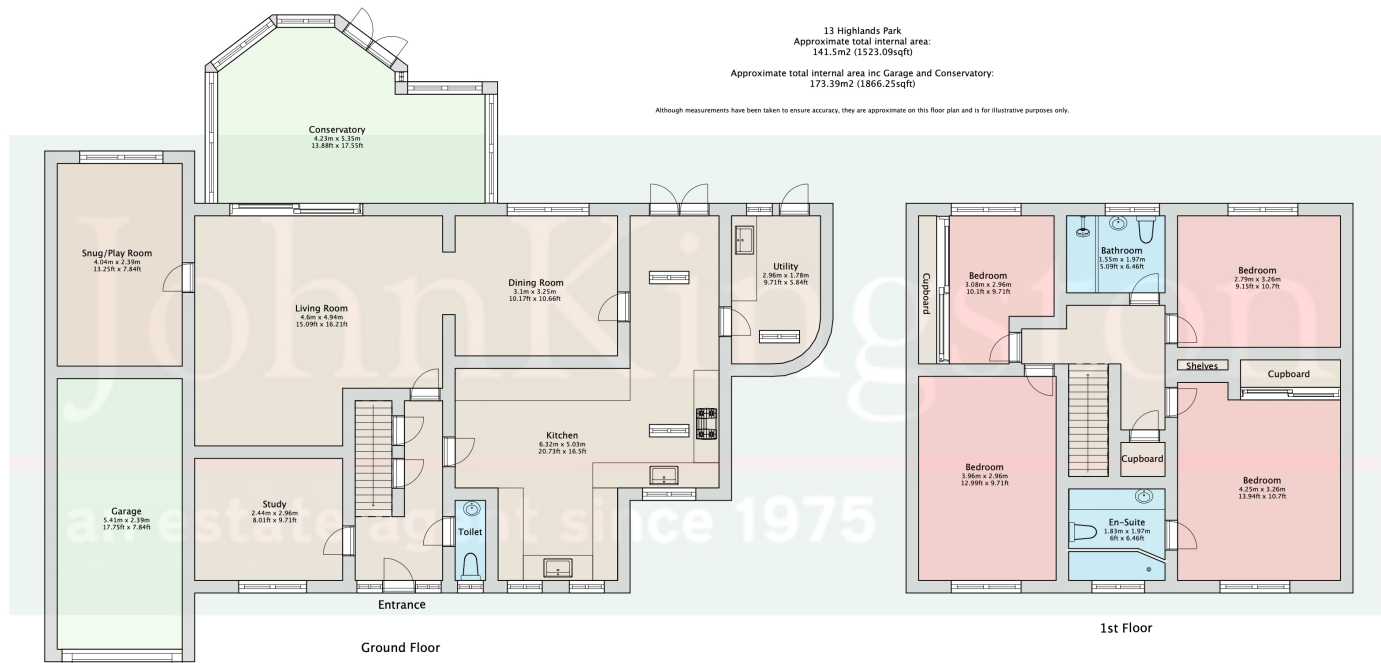 13 Highlands Park
Approximate total internal area:
141.5m2 (1523.09sqft)
Approximate total internal area inc Garage and Conservatory:
173.39m2 (1866.25sqft)
Although measurements have been taken to ensure accuracy, they are approximate on this floor plan and is for illustrative purposes only.
Conservatory
4.23m x 5.35m
13.88ft x 17.55ft
Snug/Play Room
4.04m x 2.39m
13.25ft x 7.84ft
Living Room
4.6m x 4.94m
15.09ft x 16.21ft
Dining Room
3.1m x 3.25m
10.17ft x 10.66ft
Utility
2.96m x 1.78m
9.71ft x 5.84ft
Kitchen
6.32m x 5.03m
20.73ft x 16.5ft
Garage
5.41m x 2.39m
17.75ft x 7.84ft
Study
2.44m x 2.96m
8.01ft x 9.71ft
Toilet
Entrance
Ground Floor
Cupboard
Bedroom
3.08m x 2.96m
10.1ft x 9.71ft
Bathroom
1.55m x 1.97m
5.09ft x 6.46ft
Bedroom
2.79m x 3.26m
9.15ft x 10.7ft
Shelves
Cupboard
Bedroom
3.96m x 2.96m
12.99ft x 9.71ft
Cupboard
Bedroom
4.25m x 3.26m
13.94ft x 10.7ft
En-Suite
1.83m x 1.97m
6ft x 6.46ft
1st Floor
John Kingston
an estate agent since 1975